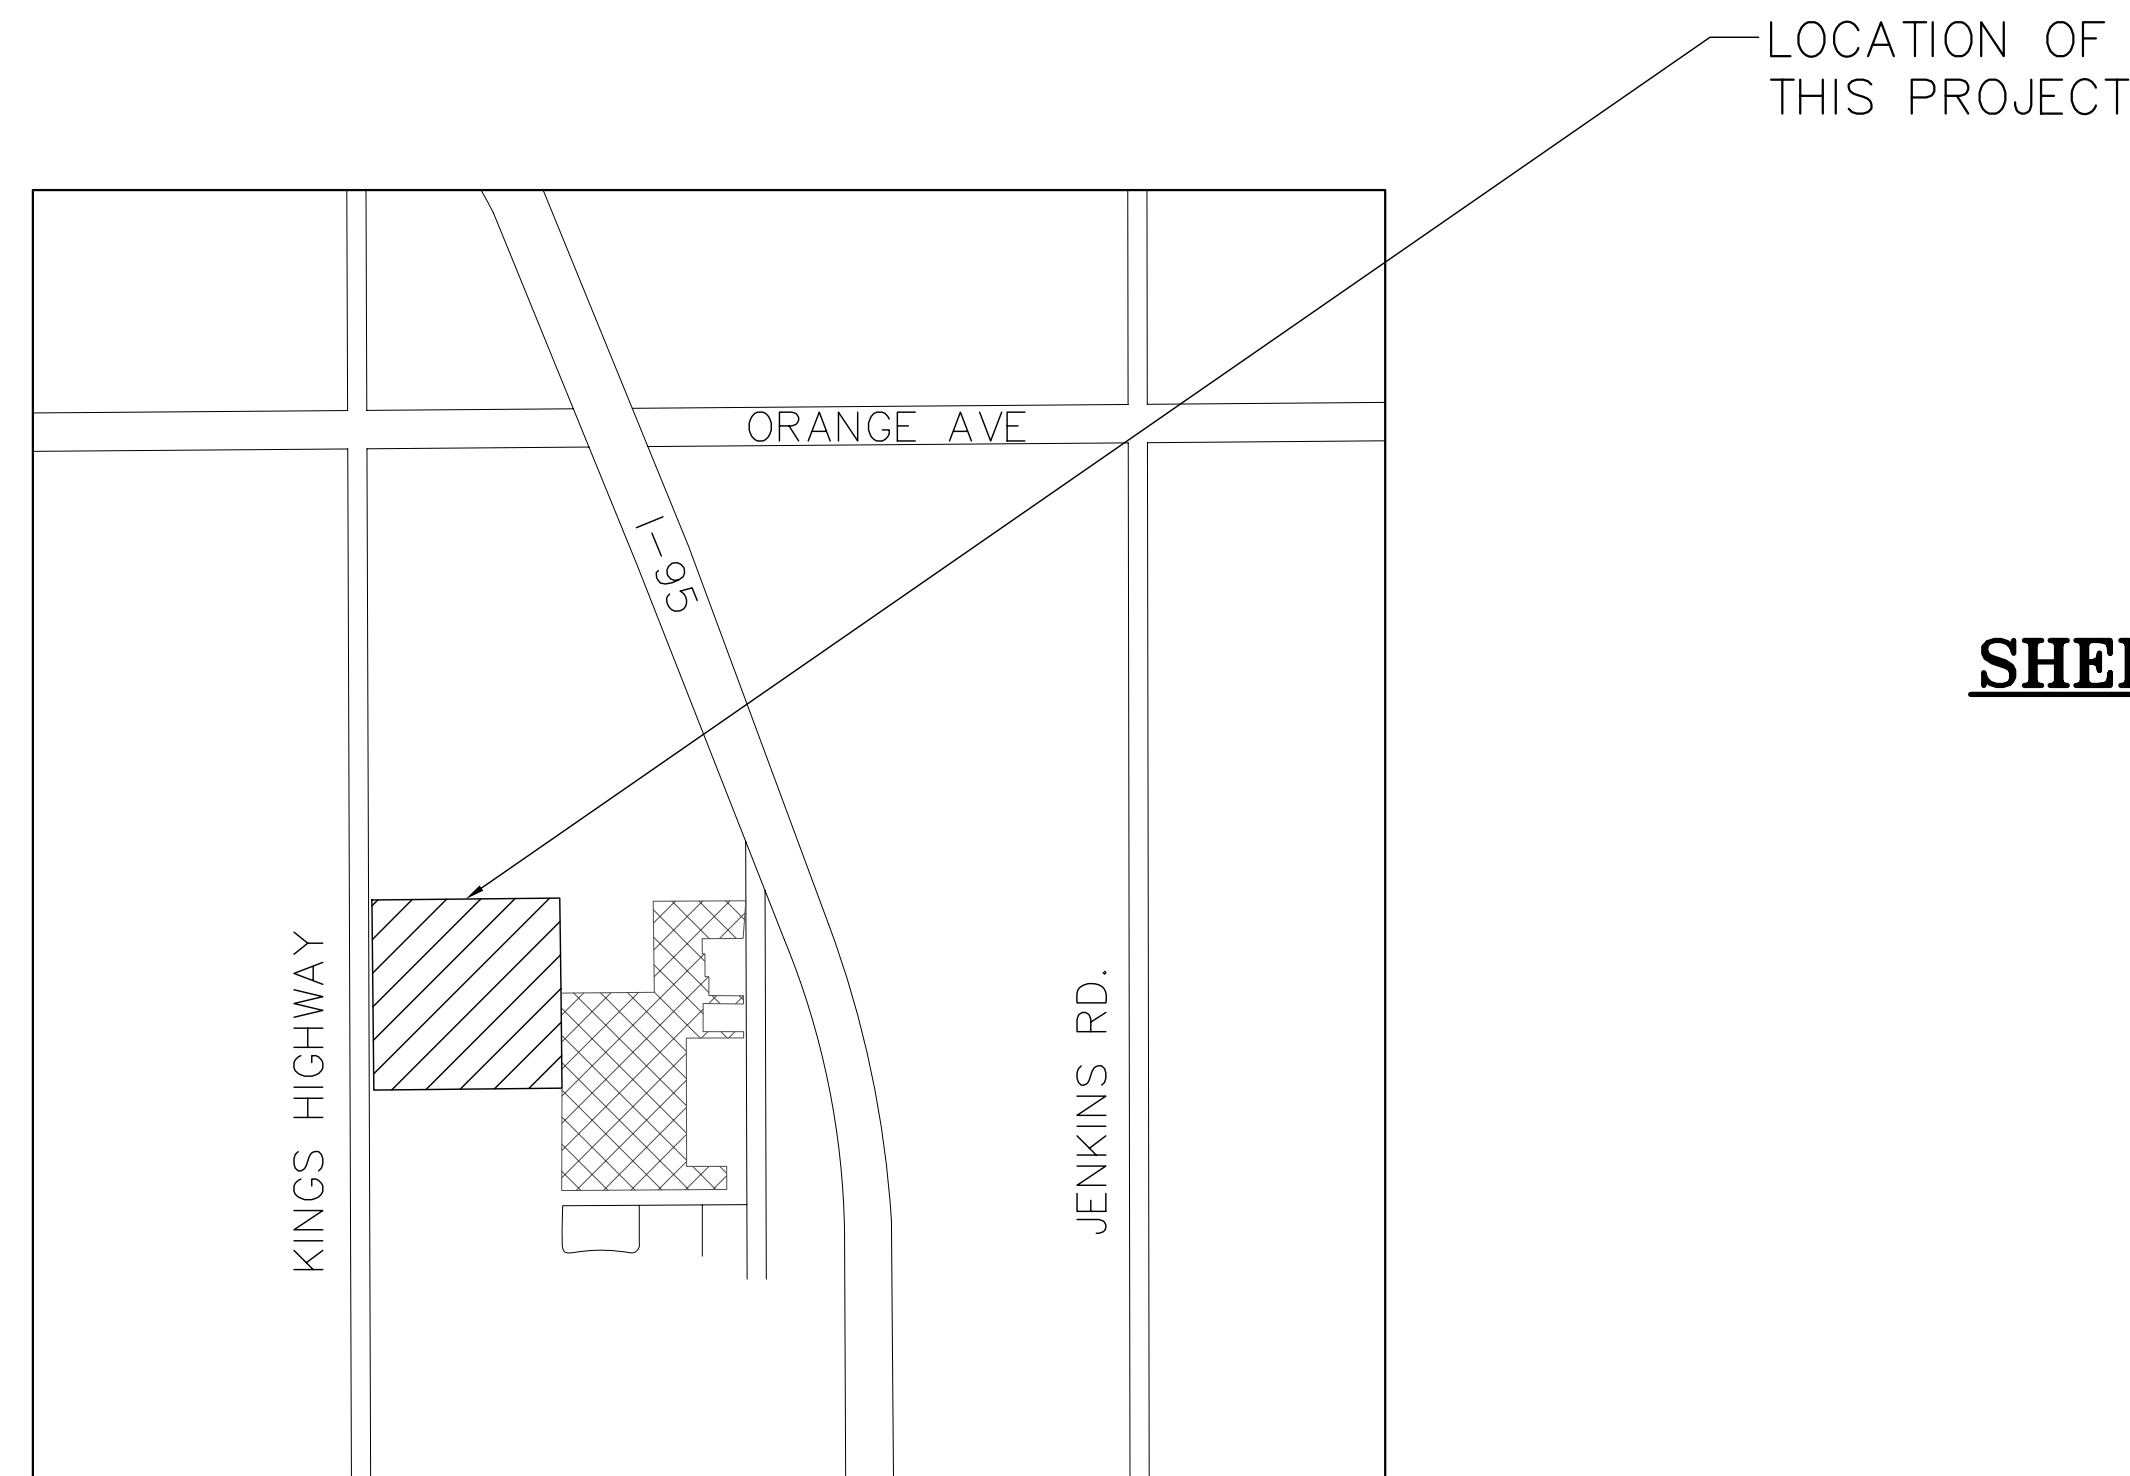 LOCATION OF
THIS PROJECT
ORANGE AVE
I-95
KINGS HIGHWAY
JENKINS RD.